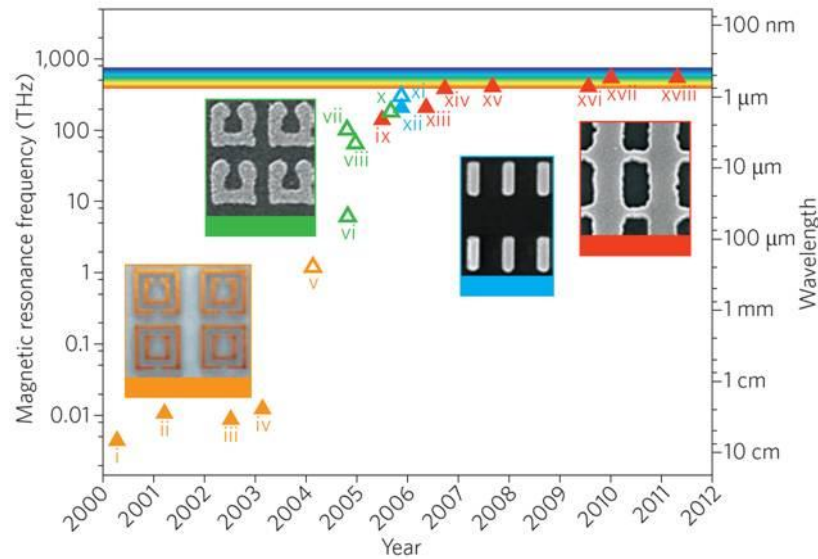 Magnetic resonance frequency (THz)
1,000
100
10
1
0.1
0.01
100 nm
1 μm
10 μm
100 μm
1 mm
1 cm
10 cm
Wavelength
i
ii
iii
iv
v
vi
vii
viii
ix
x
xi
xii
xiii
xiv
xv
xvi
xvii
xviii
2000
2001
2002
2003
2004
2005
2006
2007
2008
2009
2010
2011
2012
Year